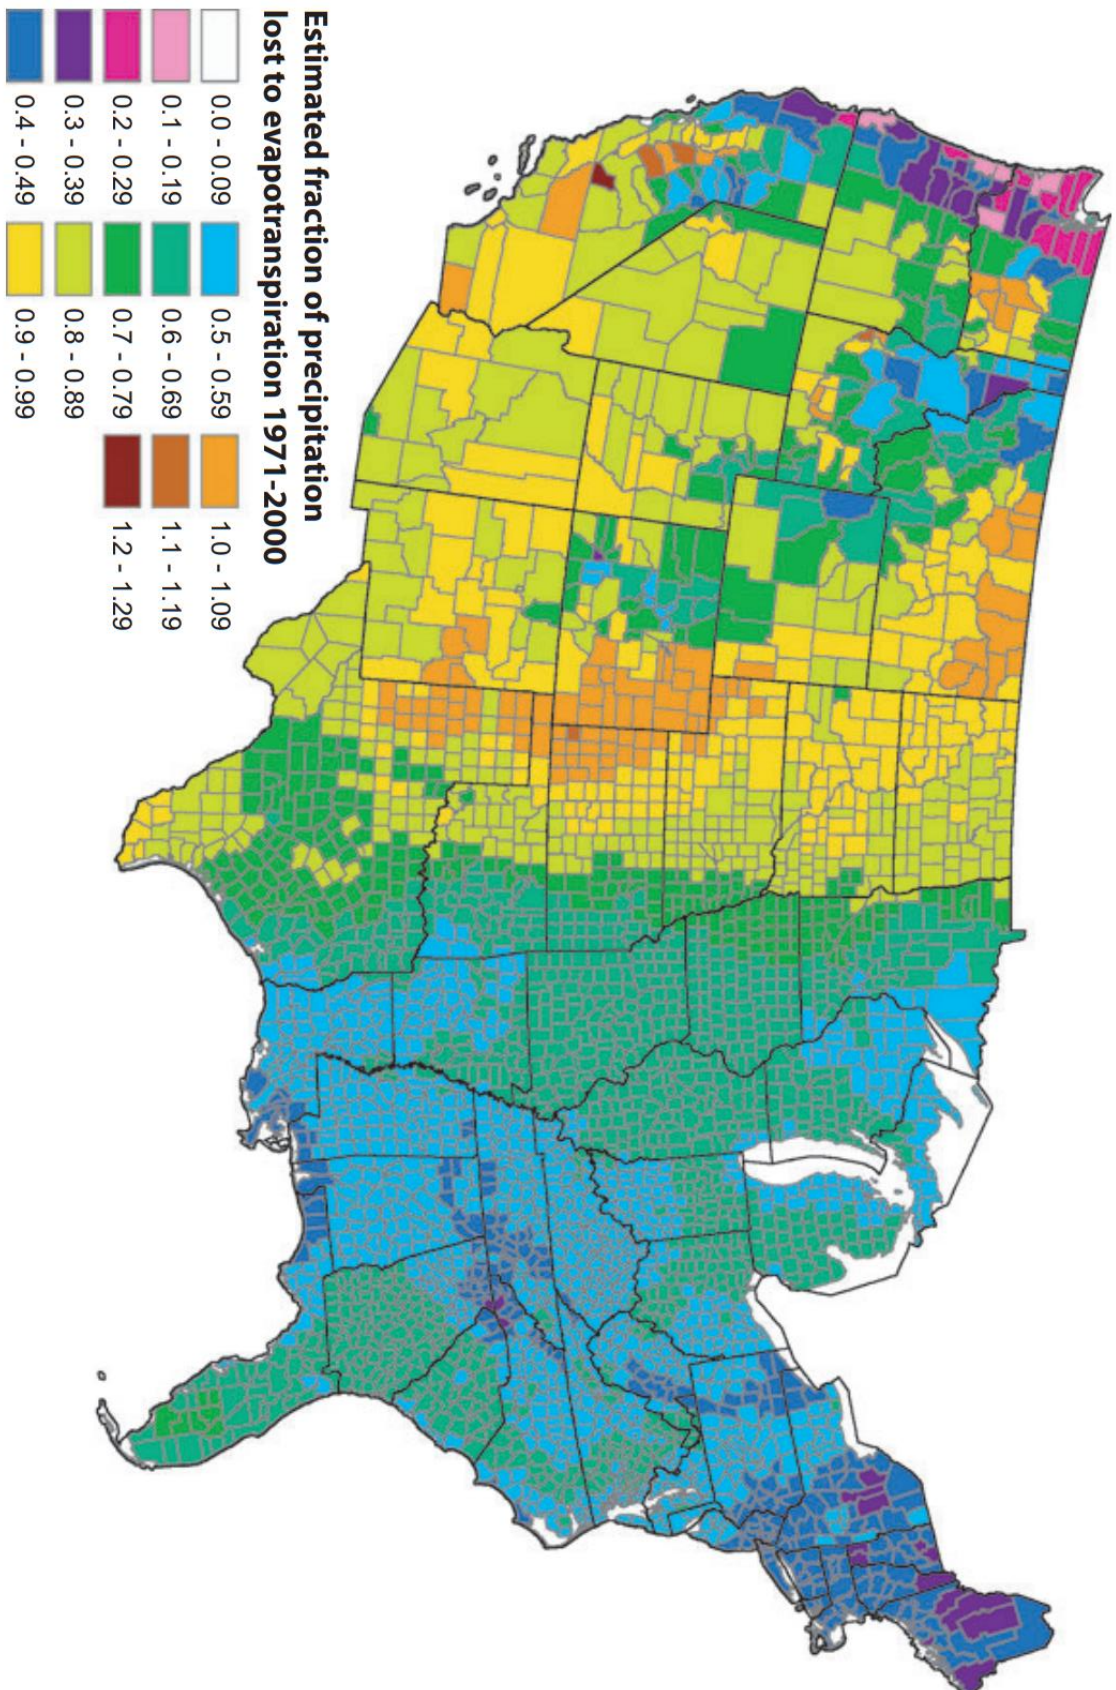 Estimated fraction of precipitation
lost to evapotranspiration 1971-2000
0.0 - 0.09
0.1 - 0.19
0.2 - 0.29
0.3 - 0.39
0.4 - 0.49
0.5 - 0.59
0.6 - 0.69
0.7 - 0.79
0.8 - 0.89
0.9 - 0.99
1.0 - 1.09
1.1 - 1.19
1.2 - 1.29